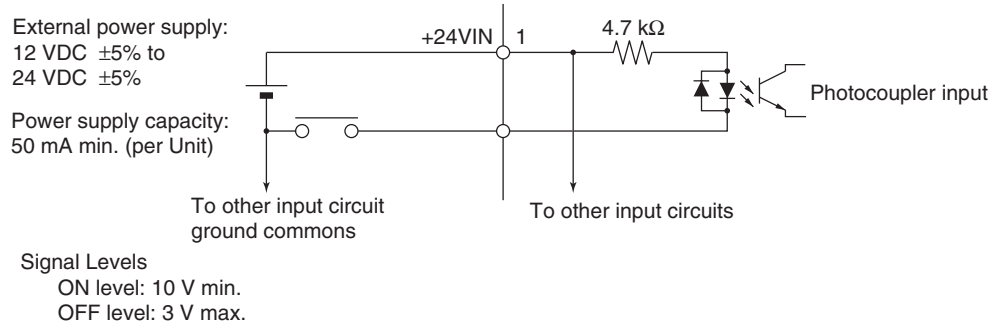 External power supply:
12 VDC ±5% to
24 VDC ±5%
Power supply capacity:
50 mA min. (per Unit)
+24VIN
1
4.7 kΩ
Photocoupler input
To other input circuit
ground commons
To other input circuits
Signal Levels
ON level: 10 V min.
OFF level: 3 V max.